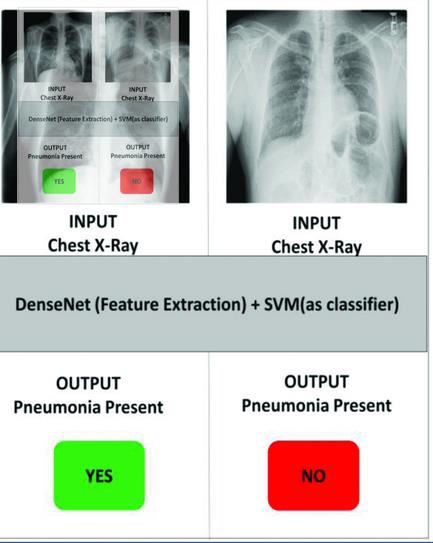 INPUT
Chest X-Ray
INPUT
Chest X-Ray
DenseNet (Feature Extraction) + SVM(as classifier)
OUTPUT
Pneumonia Present
OUTPUT
Pneumonia Present
YES
NO
INPUT
Chest X-Ray
INPUT
Chest X-Ray
DenseNet (Feature Extraction) + SVM(as classifier)
OUTPUT
Pneumonia Present
OUTPUT
Pneumonia Present
YES
NO